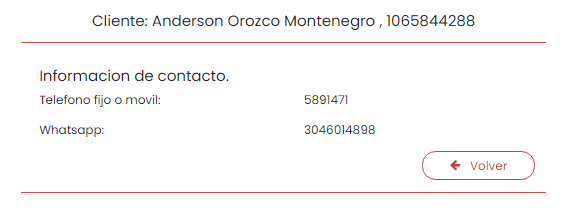 Cliente: Anderson Orozco Montenegro , 1065844288
Informacion de contacto.
Telefono fijo o movil: 5891471
Whatsapp: 3046014898
Volver